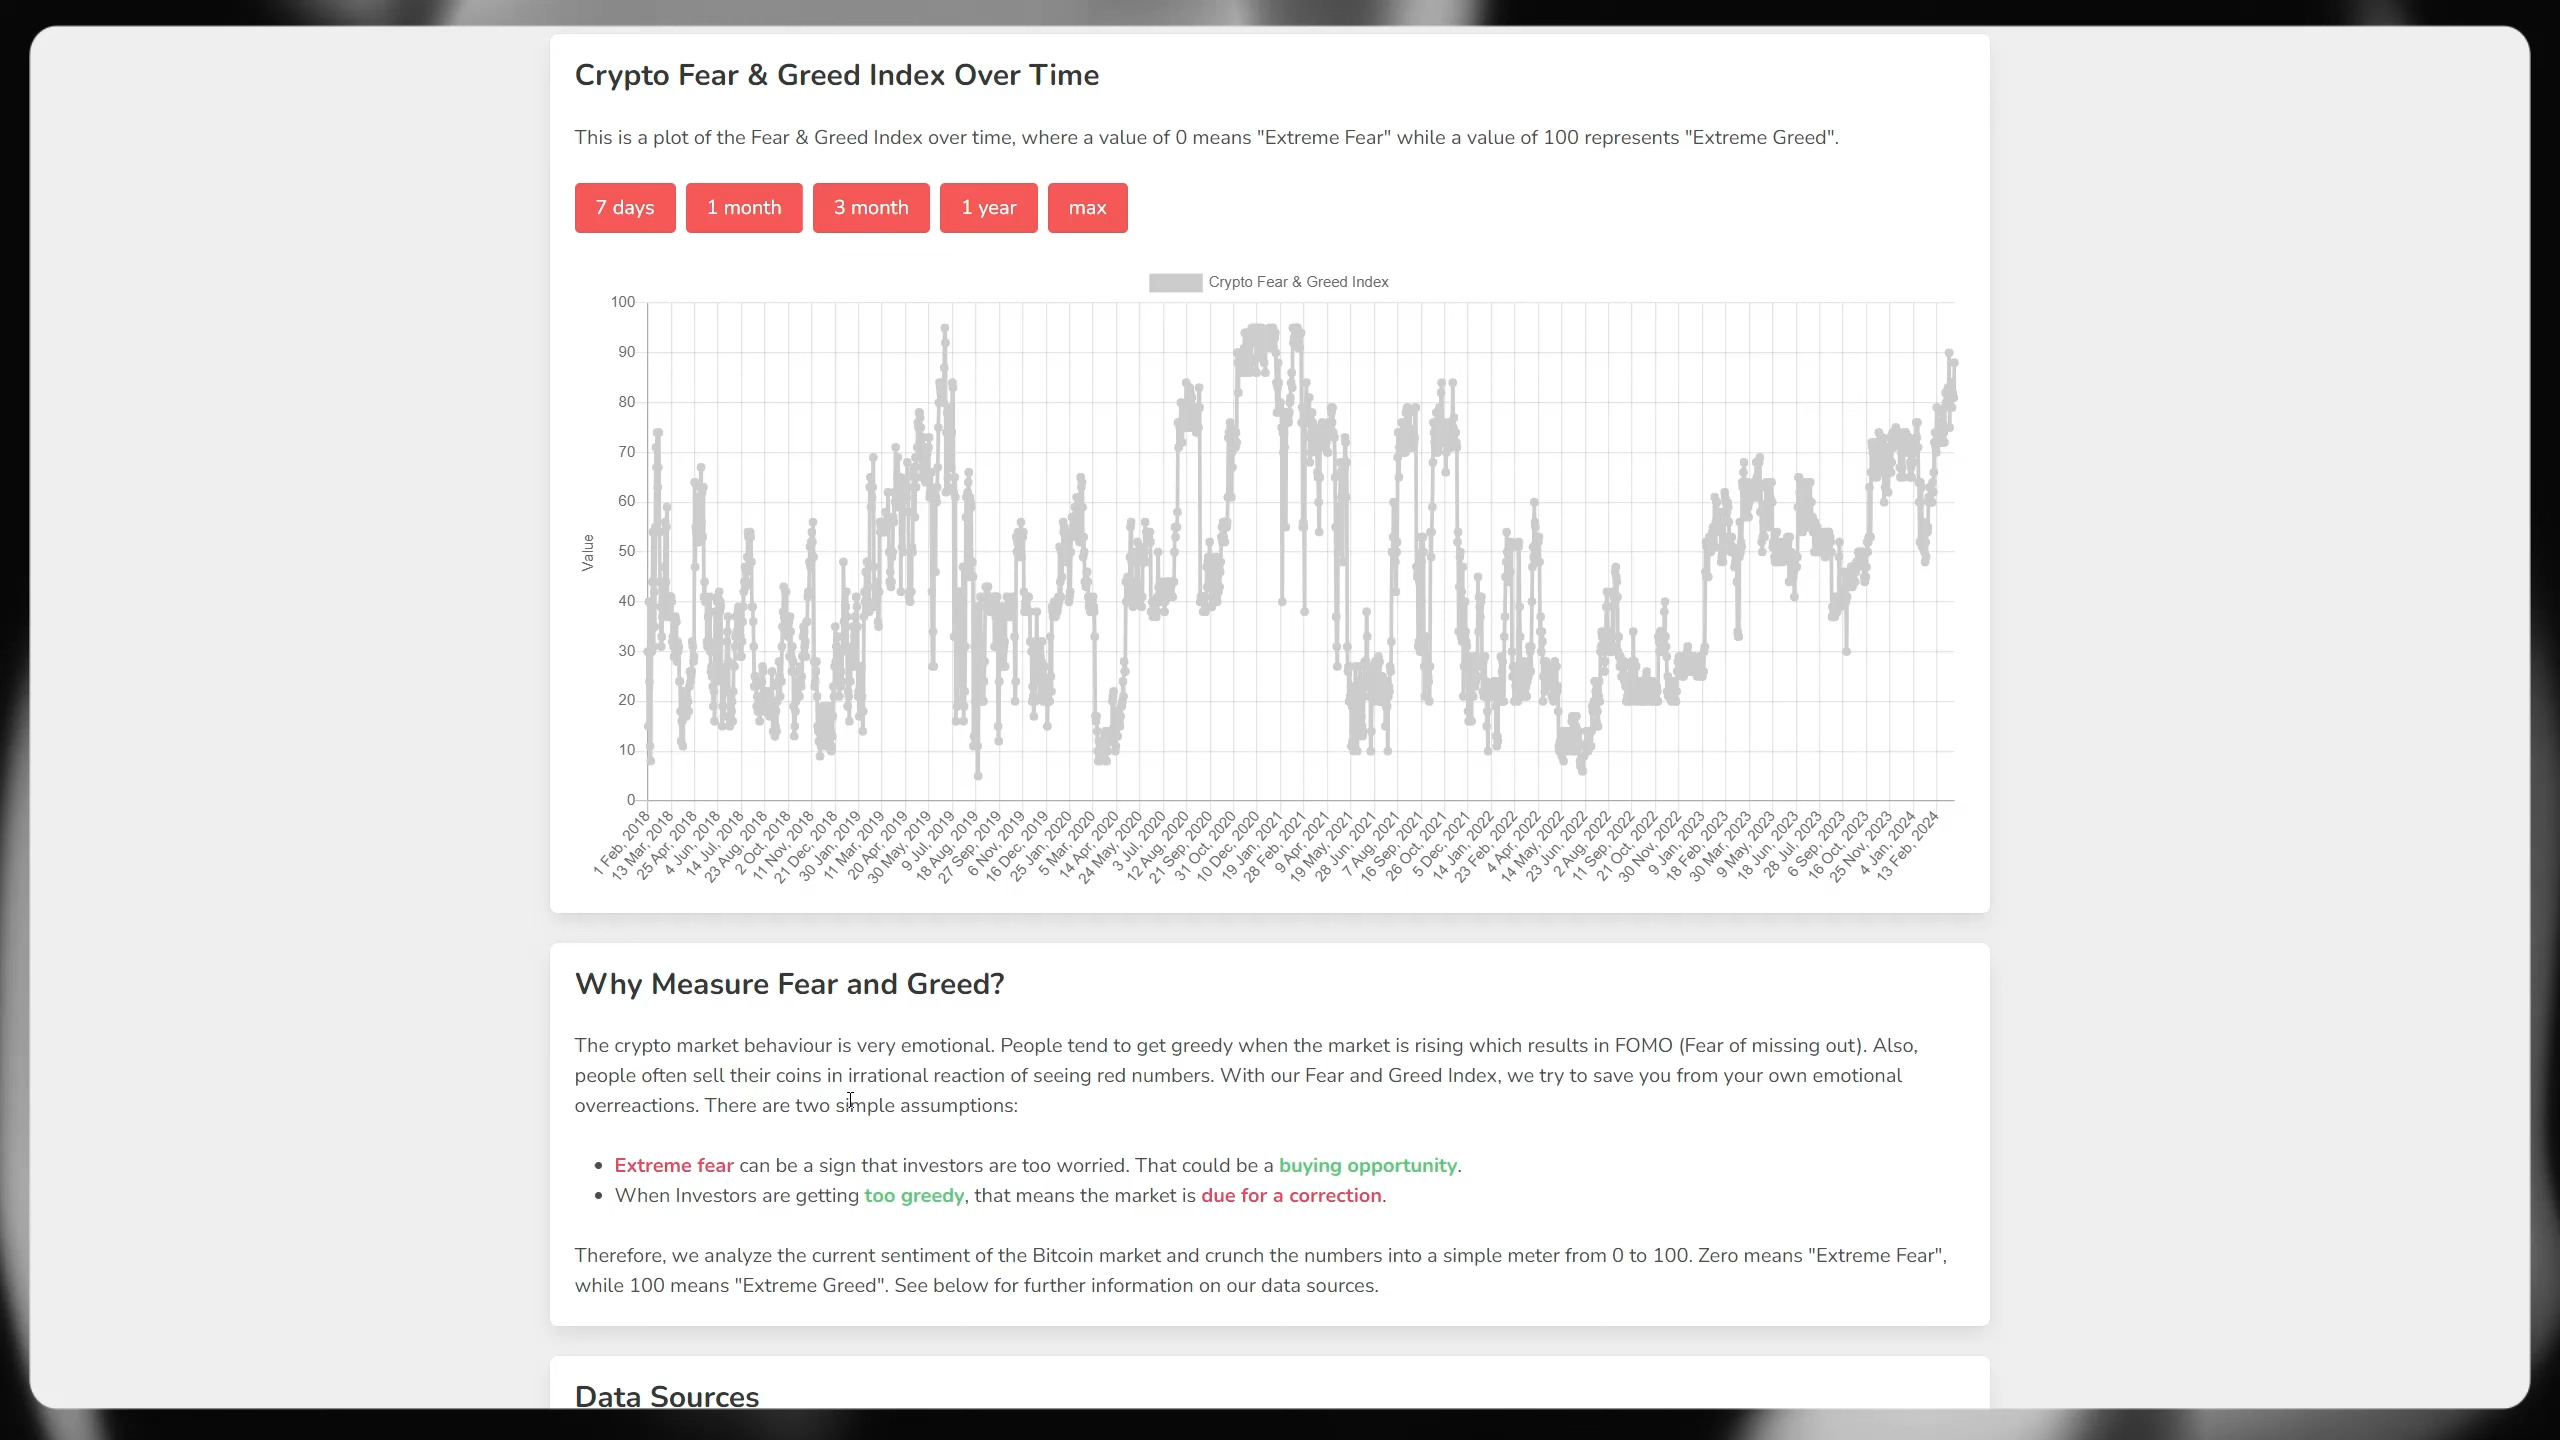 Crypto Fear & Greed Index Over Time
This is a plot of the Fear & Greed Index over time, where a value of 0 means "Extreme Fear" while a value of 100 represents "Extreme Greed".
7 days 1 month 3 month 1 year max
Crypto Fear & Greed Index
100
90
80
70
60
50
40
30
20
10
0
Value
1 Feb, 2018
13 Mar, 2018
25 Apr, 2018
4 Jun, 2018
14 Jul, 2018
23 Aug, 2018
2 Oct, 2018
11 Nov, 2018
21 Dec, 2018
30 Jan, 2019
11 Mar, 2019
20 Apr, 2019
30 May, 2019
9 Jul, 2019
18 Aug, 2019
27 Sep, 2019
6 Nov, 2019
16 Dec, 2019
25 Jan, 2020
5 Mar, 2020
14 Apr, 2020
24 May, 2020
3 Jul, 2020
12 Aug, 2020
21 Sep, 2020
31 Oct, 2020
10 Dec, 2020
19 Jan, 2021
28 Feb, 2021
9 Apr, 2021
19 May, 2021
28 Jun, 2021
7 Aug, 2021
16 Sep, 2021
26 Oct, 2021
5 Dec, 2021
14 Jan, 2022
23 Feb, 2022
4 Apr, 2022
14 May, 2022
23 Jun, 2022
2 Aug, 2022
11 Sep, 2022
21 Oct, 2022
30 Nov, 2022
9 Jan, 2023
18 Feb, 2023
30 Mar, 2023
9 May, 2023
18 Jun, 2023
28 Jul, 2023
6 Sep, 2023
16 Oct, 2023
25 Nov, 2023
4 Jan, 2024
13 Feb, 2024
Why Measure Fear and Greed?
The crypto market behaviour is very emotional. People tend to get greedy when the market is rising which results in FOMO (Fear of missing out). Also,
people often sell their coins in irrational reaction of seeing red numbers. With our Fear and Greed Index, we try to save you from your own emotional
overreactions. There are two simple assumptions:
• Extreme fear can be a sign that investors are too worried. That could be a buying opportunity.
• When Investors are getting too greedy, that means the market is due for a correction.
Therefore, we analyze the current sentiment of the Bitcoin market and crunch the numbers into a simple meter from 0 to 100. Zero means "Extreme Fear",
while 100 means "Extreme Greed". See below for further information on our data sources.
Data Sources